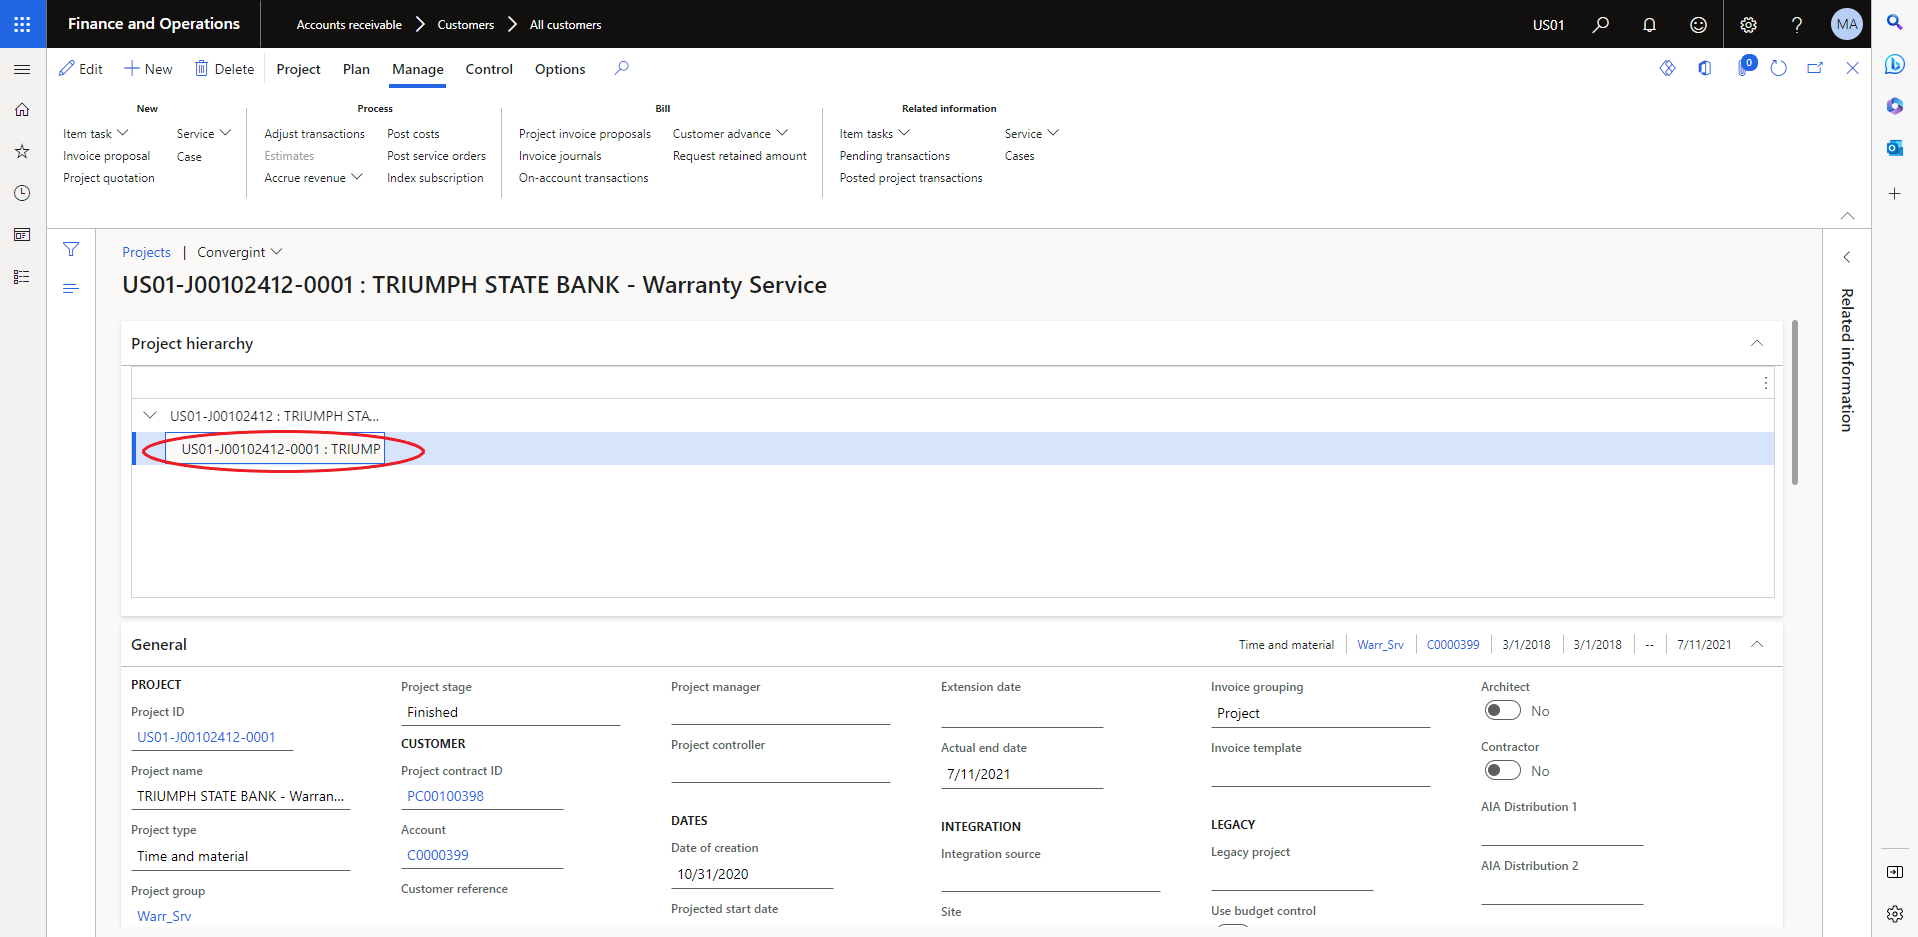 Finance and Operations
Accounts receivable > Customers > All customers
US01
MA
Edit
New
Delete
Project
Plan
Manage
Control
Options
0
New
Process
Bill
Related information
Item task
Service
Adjust transactions
Post costs
Project invoice proposals
Customer advance
Item tasks
Service
Invoice proposal
Case
Estimates
Post service orders
Invoice journals
Request retained amount
Pending transactions
Cases
Project quotation
Accrue revenue
Index subscription
On-account transactions
Posted project transactions
Projects | Convergint
US01-J00102412-0001 : TRIUMPH STATE BANK - Warranty Service
Related information
Project hierarchy
US01-J00102412 : TRIUMPH STA...
US01-J00102412-0001 : TRIUMP
General
Time and material
Warr_Srv
C0000399
3/1/2018
3/1/2018
--
7/11/2021
PROJECT
Project ID
US01-J00102412-0001
Project name
TRIUMPH STATE BANK - Warran...
Project type
Time and material
Project group
Warr_Srv
Project stage
Finished
CUSTOMER
Project contract ID
PC00100398
Account
C0000399
Customer reference
Project manager
Project controller
DATES
Date of creation
10/31/2020
Projected start date
Extension date
Actual end date
7/11/2021
INTEGRATION
Integration source
Site
Invoice grouping
Project
Invoice template
LEGACY
Legacy project
Use budget control
Architect
No
Contractor
No
AIA Distribution 1
AIA Distribution 2